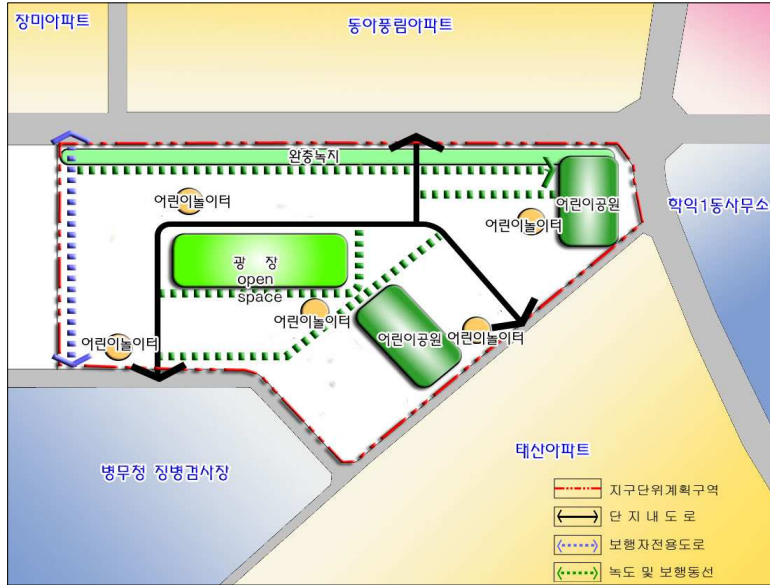 장미아파트
동아풍림아파트
완충녹지
어린이놀이터
어린이공원
학익1동사무소
어린이놀이터
광 장
open
space
어린이놀이터
어린이놀이터
어린이공원
어린이놀이터
병무청 징병검사장
태산아파트
지구단위계획구역
단 지 내 도 로
보행자전용도로
녹도 및 보행동선